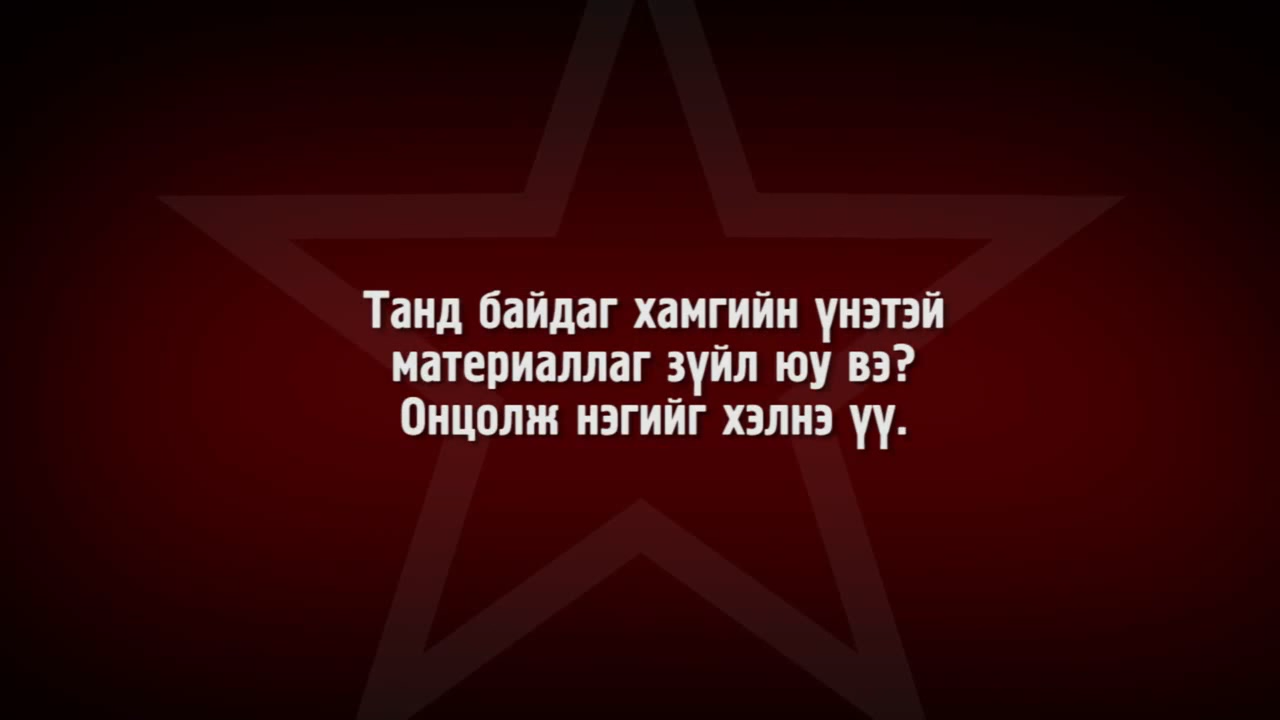 Танд байдаг хамгийн үнэтэй
материаллаг зүйл юу вэ?
Онцолж нэгийг хэлнэ үү.